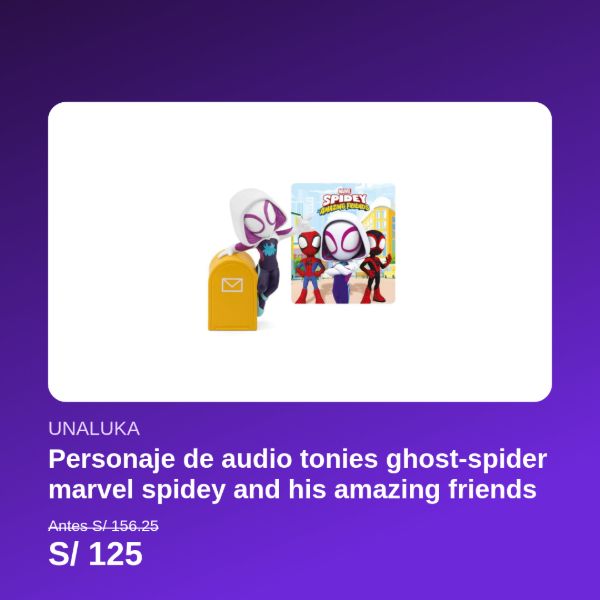 MARVEL
SPIDEY
AND HIS
AMAZING FRIENDS
UNALUKA
Personaje de audio tonies ghost-spider
marvel spidey and his amazing friends
Antes S/ 156.25
S/ 125